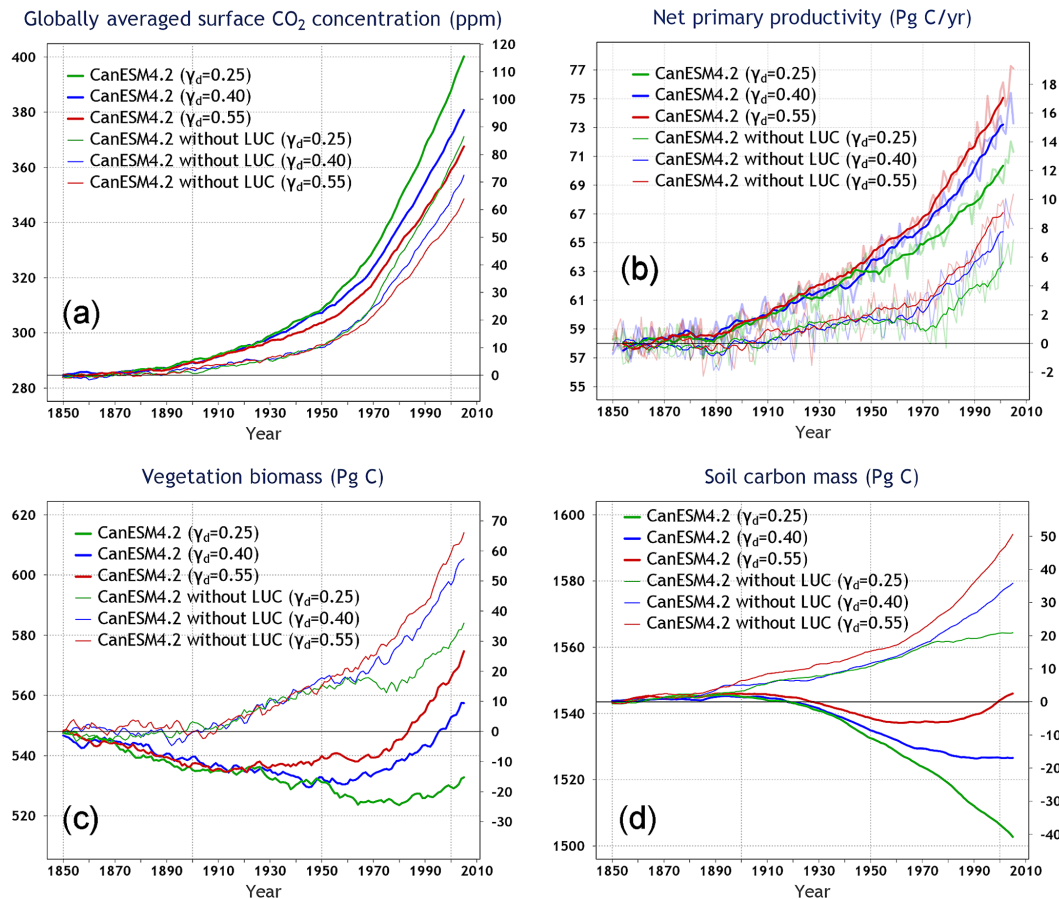 Globally averaged surface CO₂ concentration (ppm)
400
380
360
340
320
300
280
120
110
100
90
80
70
60
50
40
30
20
10
0
CanESM4.2 (γd=0.25)
CanESM4.2 (γd=0.40)
CanESM4.2 (γd=0.55)
CanESM4.2 without LUC (γd=0.25)
CanESM4.2 without LUC (γd=0.40)
CanESM4.2 without LUC (γd=0.55)
(a)
1850 1870 1890 1910 1930 1950 1970 1990 2010
Year
Net primary productivity (Pg C/yr)
77
75
73
71
69
67
65
63
61
59
57
55
18
16
14
12
10
8
6
4
2
0
-2
CanESM4.2 (γd=0.25)
CanESM4.2 (γd=0.40)
CanESM4.2 (γd=0.55)
CanESM4.2 without LUC (γd=0.25)
CanESM4.2 without LUC (γd=0.40)
CanESM4.2 without LUC (γd=0.55)
(b)
1850 1870 1890 1910 1930 1950 1970 1990 2010
Year
Vegetation biomass (Pg C)
620
600
580
560
540
520
70
60
50
40
30
20
10
0
-10
-20
-30
CanESM4.2 (γd=0.25)
CanESM4.2 (γd=0.40)
CanESM4.2 (γd=0.55)
CanESM4.2 without LUC (γd=0.25)
CanESM4.2 without LUC (γd=0.40)
CanESM4.2 without LUC (γd=0.55)
(c)
1850 1870 1890 1910 1930 1950 1970 1990 2010
Year
Soil carbon mass (Pg C)
1600
1580
1560
1540
1520
1500
50
40
30
20
10
0
-10
-20
-30
-40
CanESM4.2 (γd=0.25)
CanESM4.2 (γd=0.40)
CanESM4.2 (γd=0.55)
CanESM4.2 without LUC (γd=0.25)
CanESM4.2 without LUC (γd=0.40)
CanESM4.2 without LUC (γd=0.55)
(d)
1850 1870 1890 1910 1930 1950 1970 1990 2010
Year